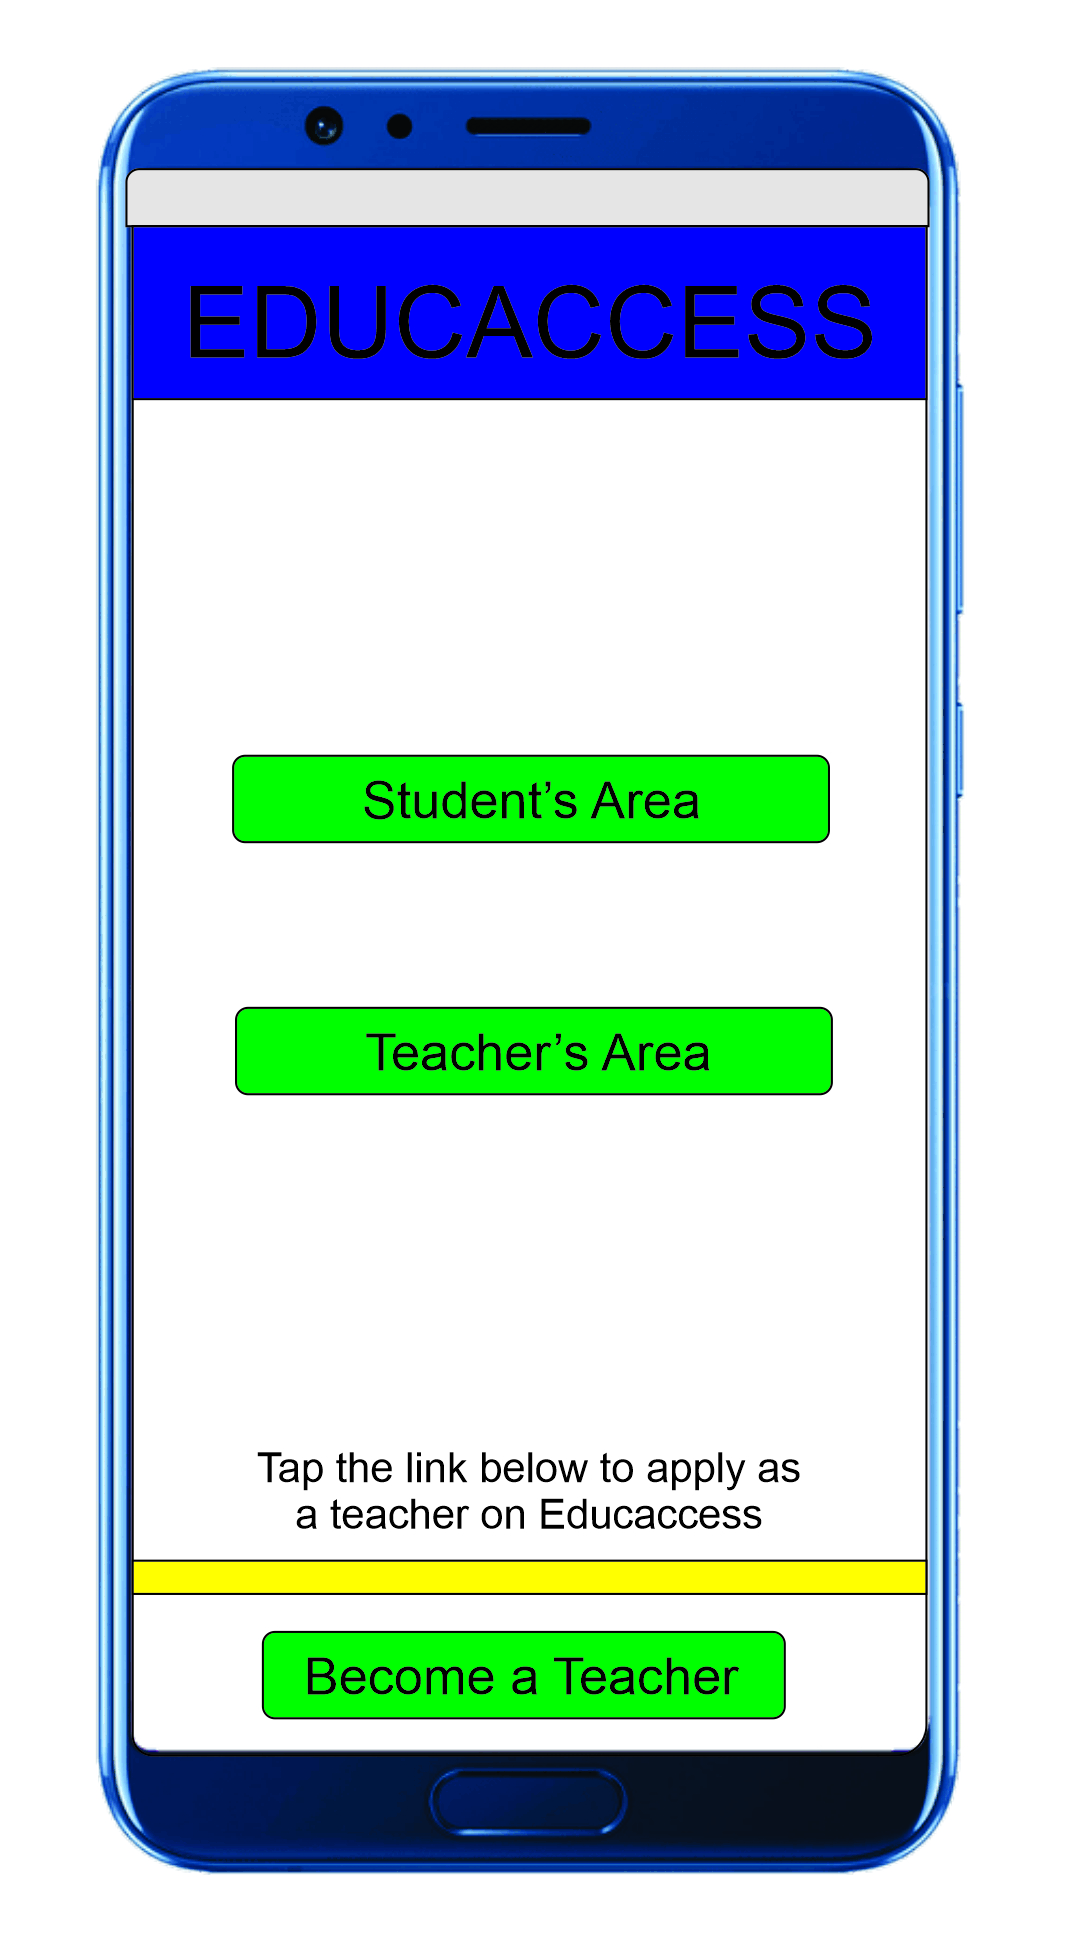 EDUCACCESS
Student’s Area
Teacher’s Area
Tap the link below to apply as
a teacher on Educaccess
Become a Teacher